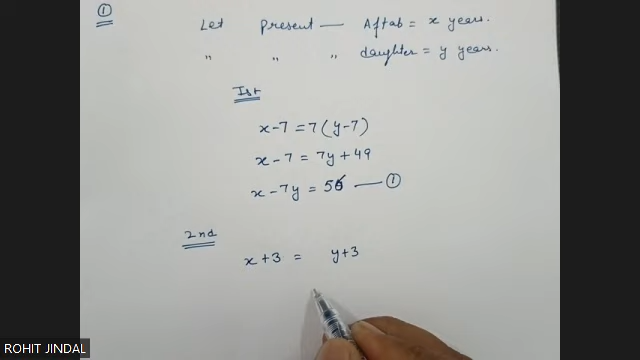 ①
Let Present — Aftab = x years.
" " " daughter = y years.
Ist
x - 7 = 7(y - 7)
x - 7 = 7y + 49
x - 7y = 56 — ①
2nd
x + 3 = y + 3
ROHIT JINDAL